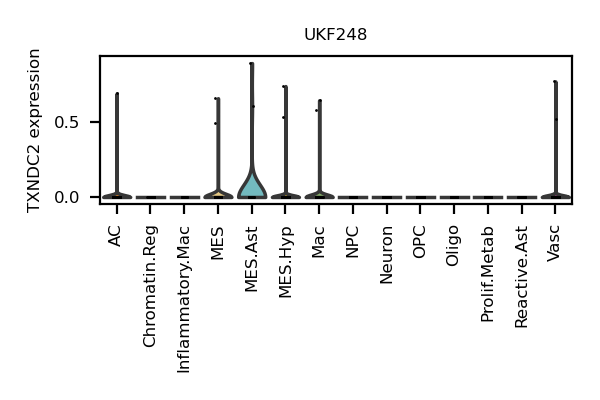 UKF248
TXNDC2 expression
0.5
0.0
AC
Chromatin.Reg
Inflammatory.Mac
MES
MES.Ast
MES.Hyp
Mac
NPC
Neuron
OPC
Oligo
Prolif.Metab
Reactive.Ast
Vasc